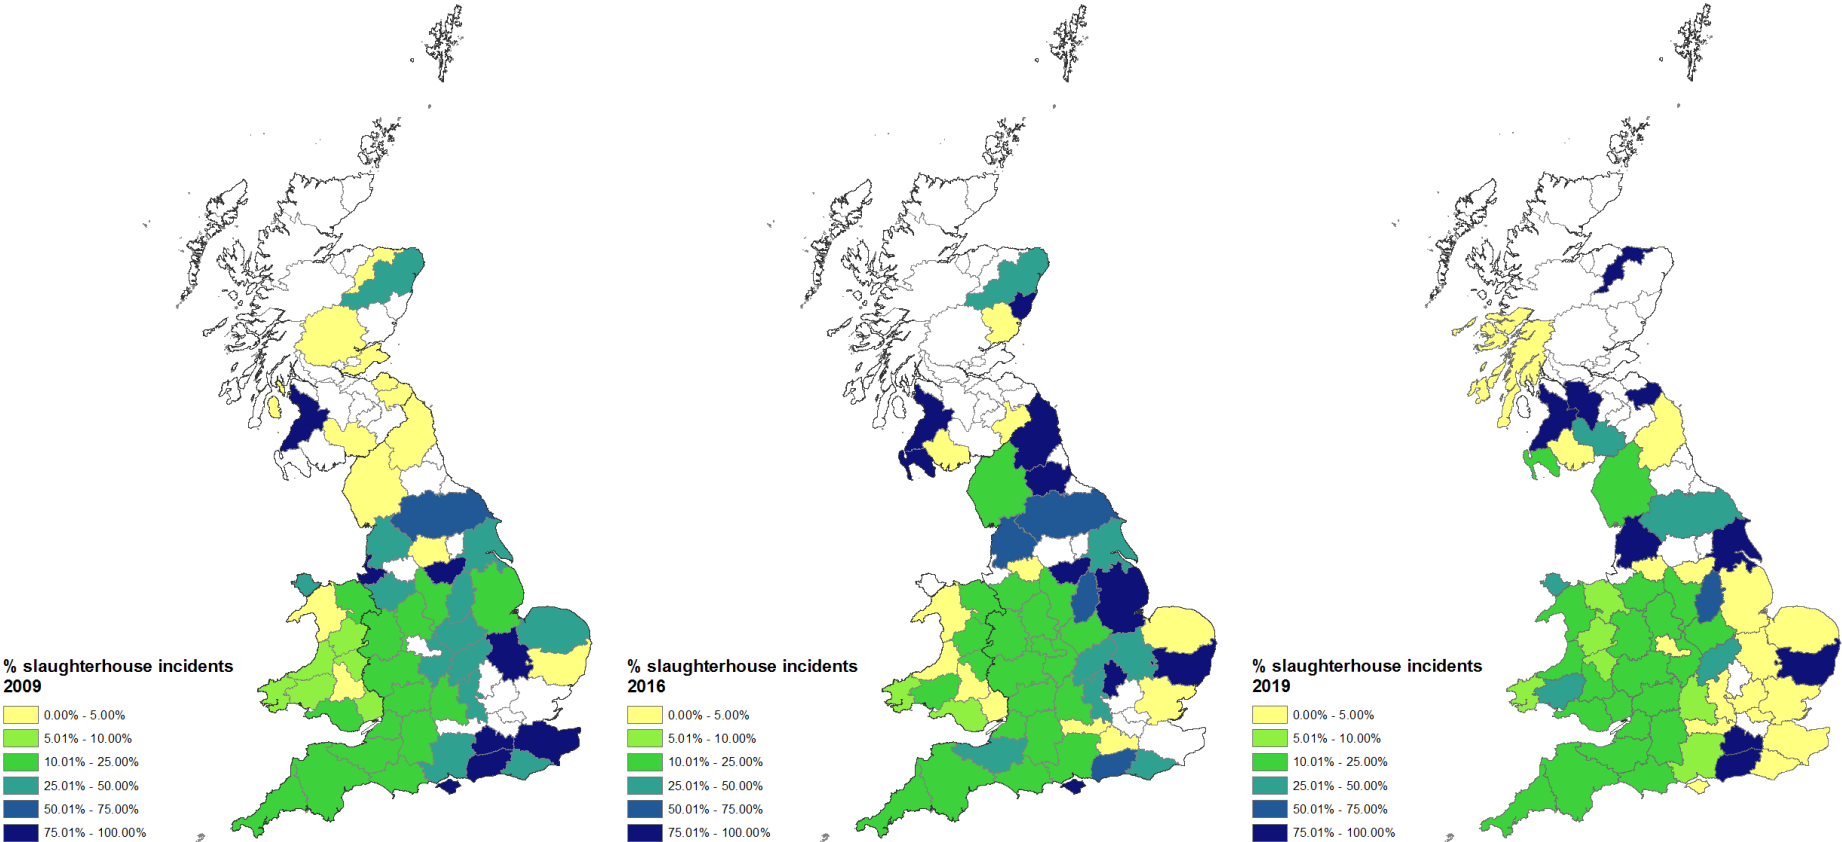 % slaughterhouse incidents
2009
0.00% - 5.00%
5.01% - 10.00%
10.01% - 25.00%
25.01% - 50.00%
50.01% - 75.00%
75.01% - 100.00%
% slaughterhouse incidents
2016
0.00% - 5.00%
5.01% - 10.00%
10.01% - 25.00%
25.01% - 50.00%
50.01% - 75.00%
75.01% - 100.00%
% slaughterhouse incidents
2019
0.00% - 5.00%
5.01% - 10.00%
10.01% - 25.00%
25.01% - 50.00%
50.01% - 75.00%
75.01% - 100.00%